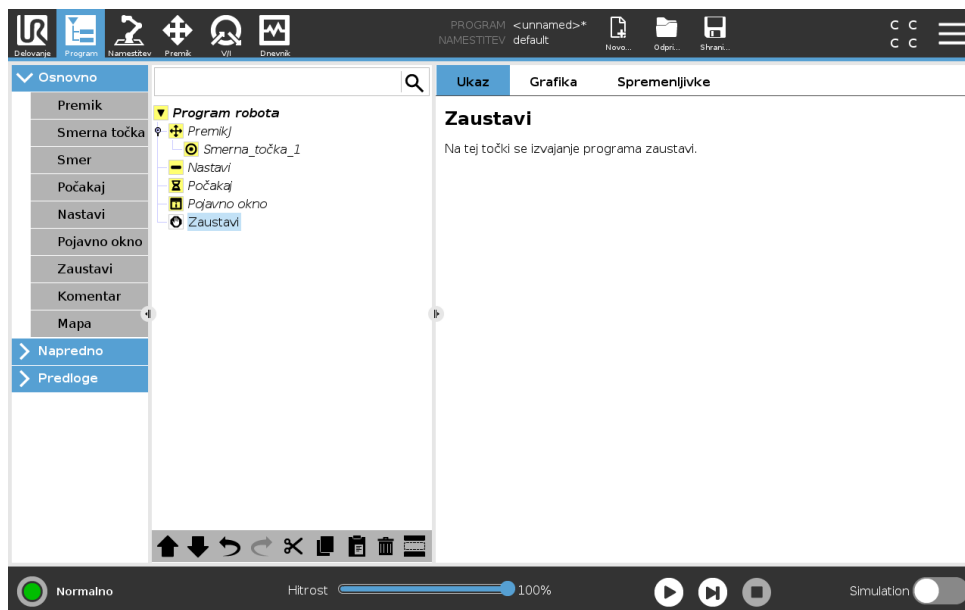 UR
Delovanje
Program
Namestitev
Premik
V/I
Dnevnik
PROGRAM <unnamed>*
NAMESTITEV default
Novo...
Odpri...
Shrani...
C C
C C
Osnovno
Premik
Smerna točka
Smer
Počakaj
Nastavi
Pojavno okno
Zaustavi
Komentar
Mapa
Napredno
Predloge
Program robota
PremikJ
Smerna_točka_1
Nastavi
Počakaj
Pojavno okno
Zaustavi
Ukaz Grafika Spremenljivke
Zaustavi
Na tej točki se izvajanje programa zaustavi.
Normalno
Hitrost 100%
Simulation